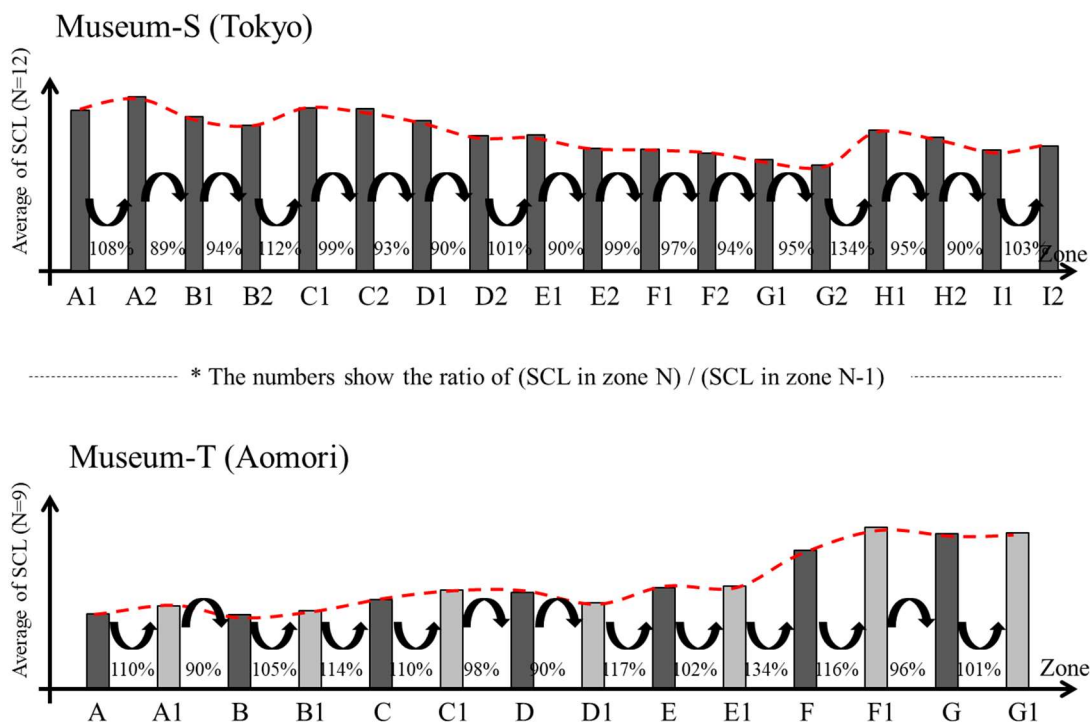 Museum-S (Tokyo)
Average of SCL (N=12)
108% 89% 94% 112% 99% 93% 90% 101% 90% 99% 97% 94% 95% 134% 95% 90% 103% Zone
A1 A2 B1 B2 C1 C2 D1 D2 E1 E2 F1 F2 G1 G2 H1 H2 I1 I2
* The numbers show the ratio of (SCL in zone N) / (SCL in zone N-1)
Museum-T (Aomori)
Average of SCL (N=9)
110% 90% 105% 114% 110% 98% 90% 117% 102% 134% 116% 96% 101% Zone
A A1 B B1 C C1 D D1 E E1 F F1 G G1